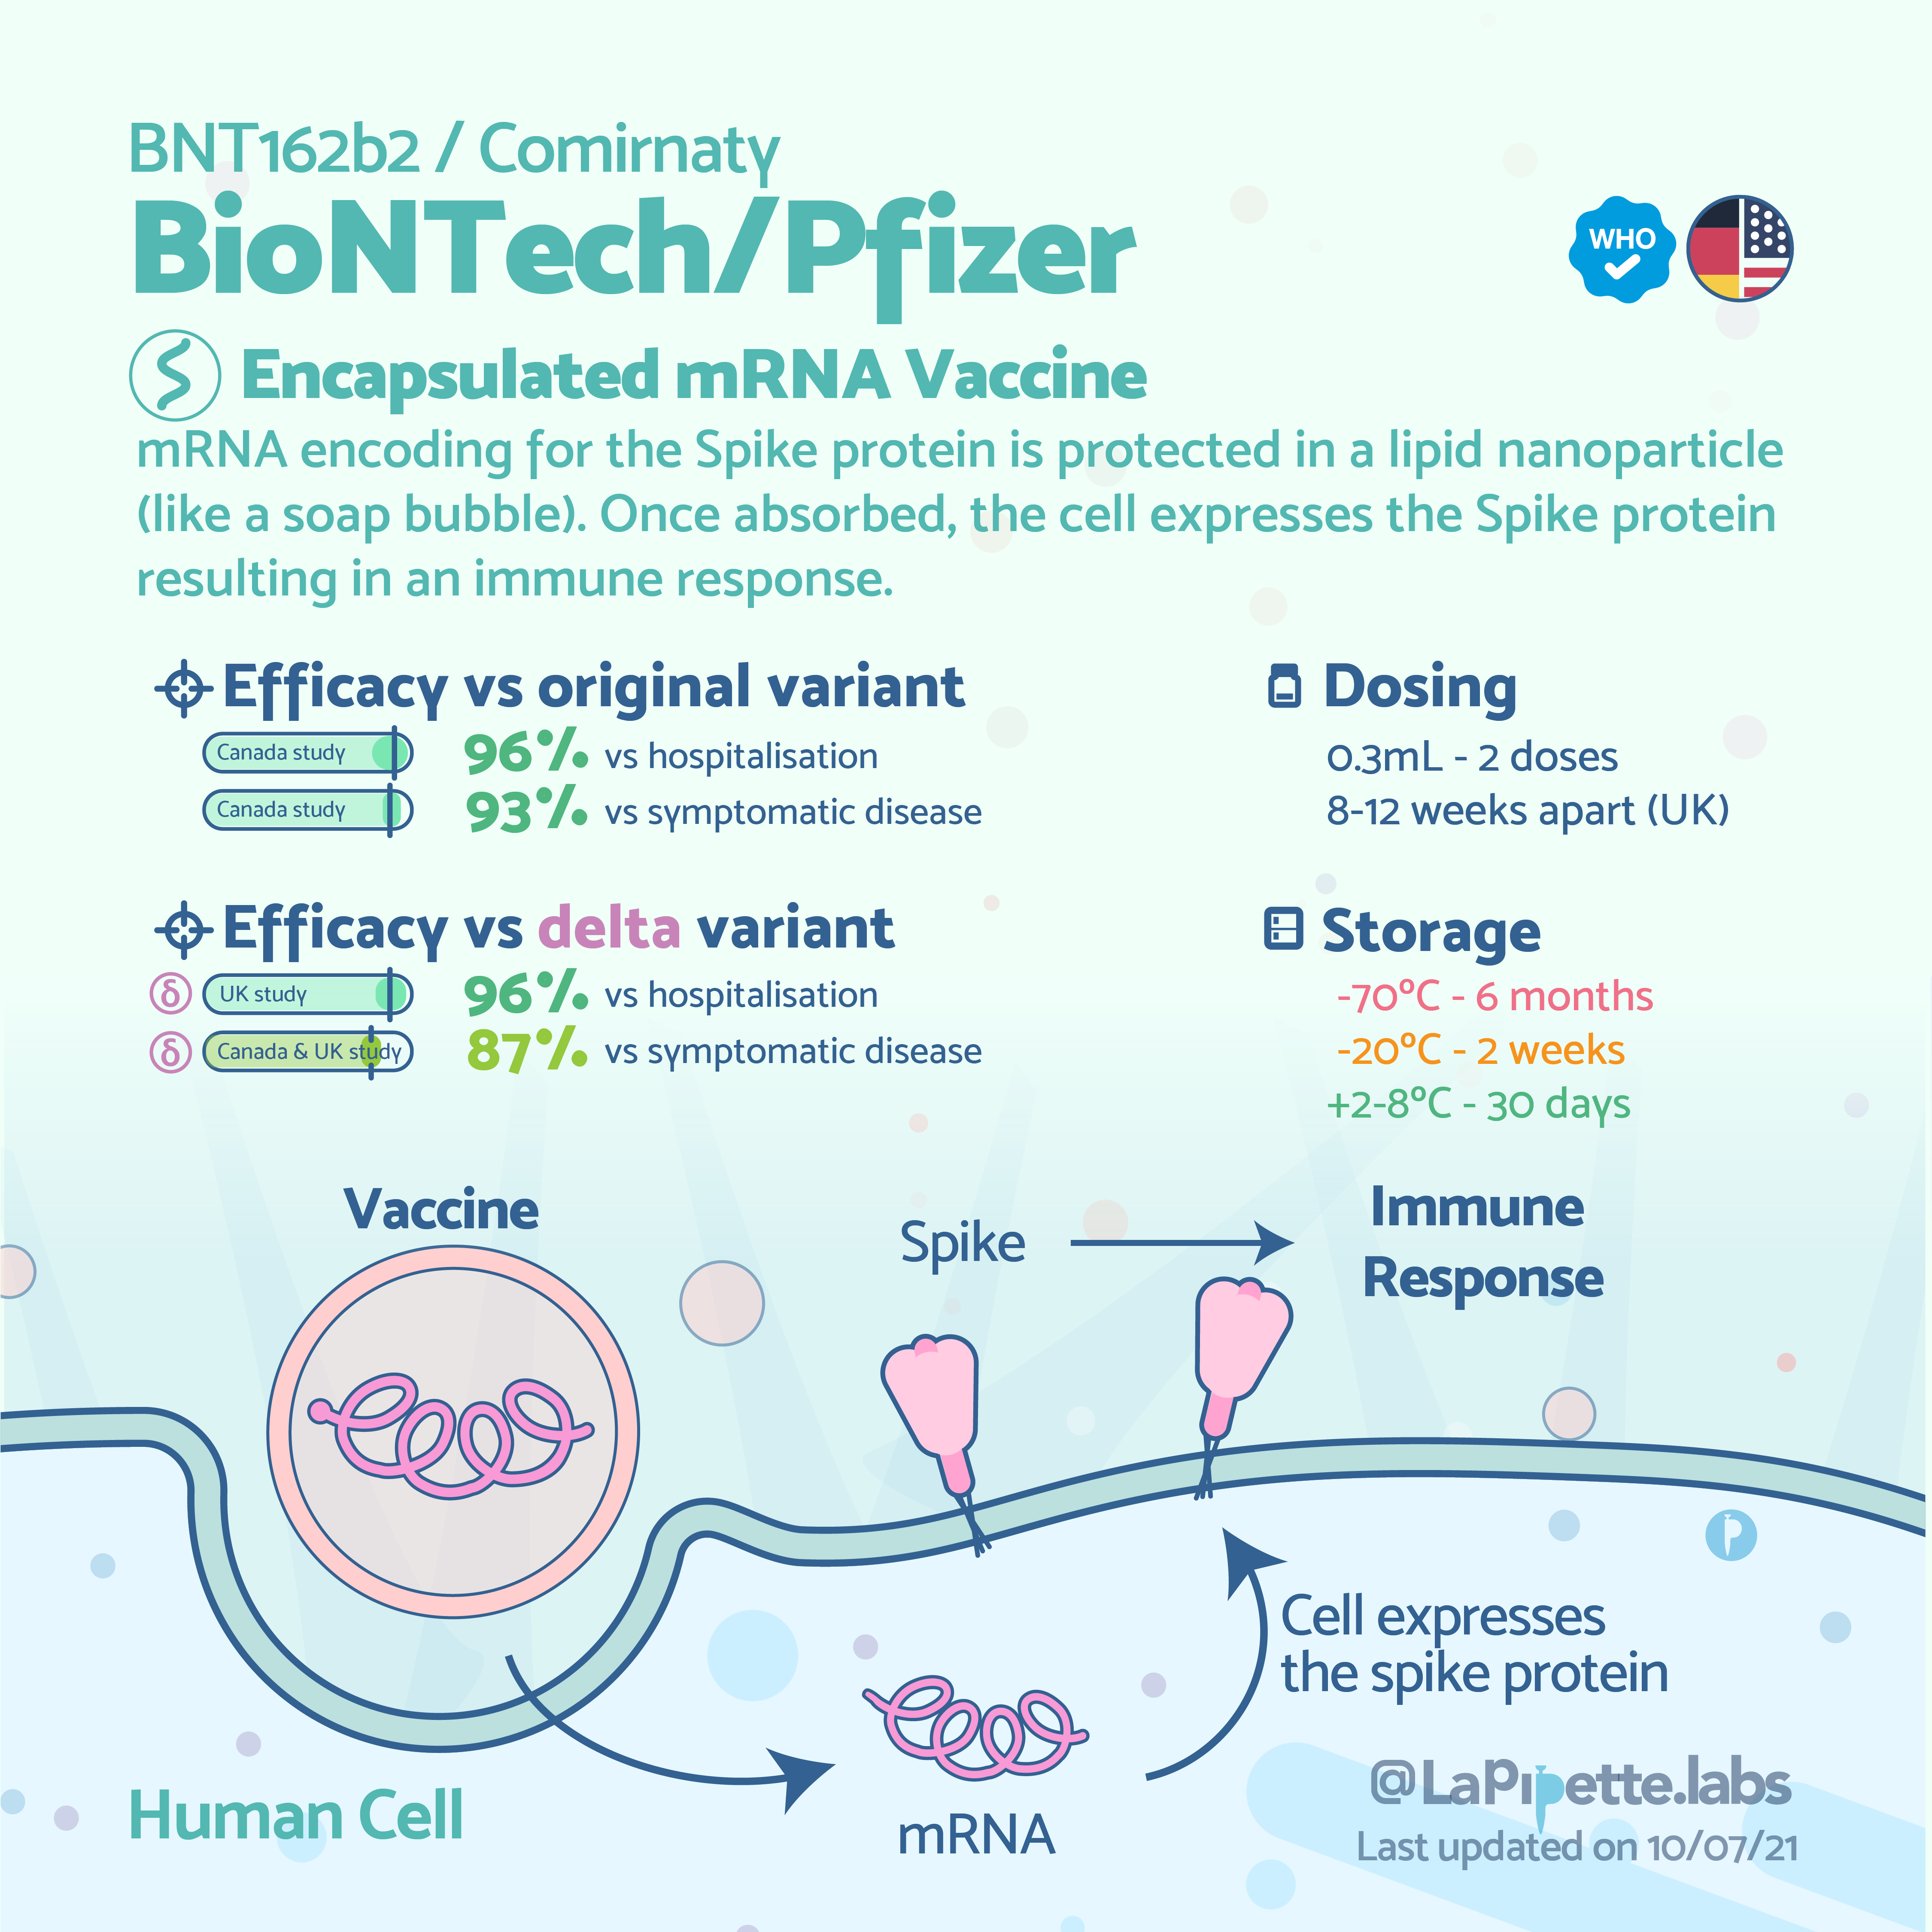 BNT162b2 / Comirnaty
BioNTech/Pfizer
WHO
Encapsulated mRNA Vaccine
mRNA encoding for the Spike protein is protected in a lipid nanoparticle
(like a soap bubble). Once absorbed, the cell expresses the Spike protein
resulting in an immune response.
Efficacy vs original variant
Canada study 96% vs hospitalisation
Canada study 93% vs symptomatic disease
Dosing
0.3mL - 2 doses
8-12 weeks apart (UK)
Efficacy vs delta variant
δ UK study 96% vs hospitalisation
δ Canada & UK study 87% vs symptomatic disease
Storage
-70ºC - 6 months
-20ºC - 2 weeks
+2-8ºC - 30 days
Vaccine
Spike
Immune
Response
Cell expresses
the spike protein
mRNA
Human Cell
@LaPipette.labs
Last updated on 10/07/21